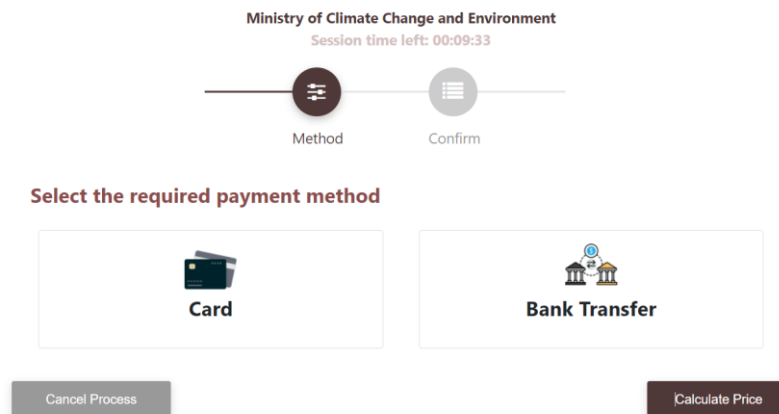 Ministry of Climate Change and Environment
Session time left: 00:09:33
Method Confirm
Select the required payment method
Card Bank Transfer
Cancel Process Calculate Price